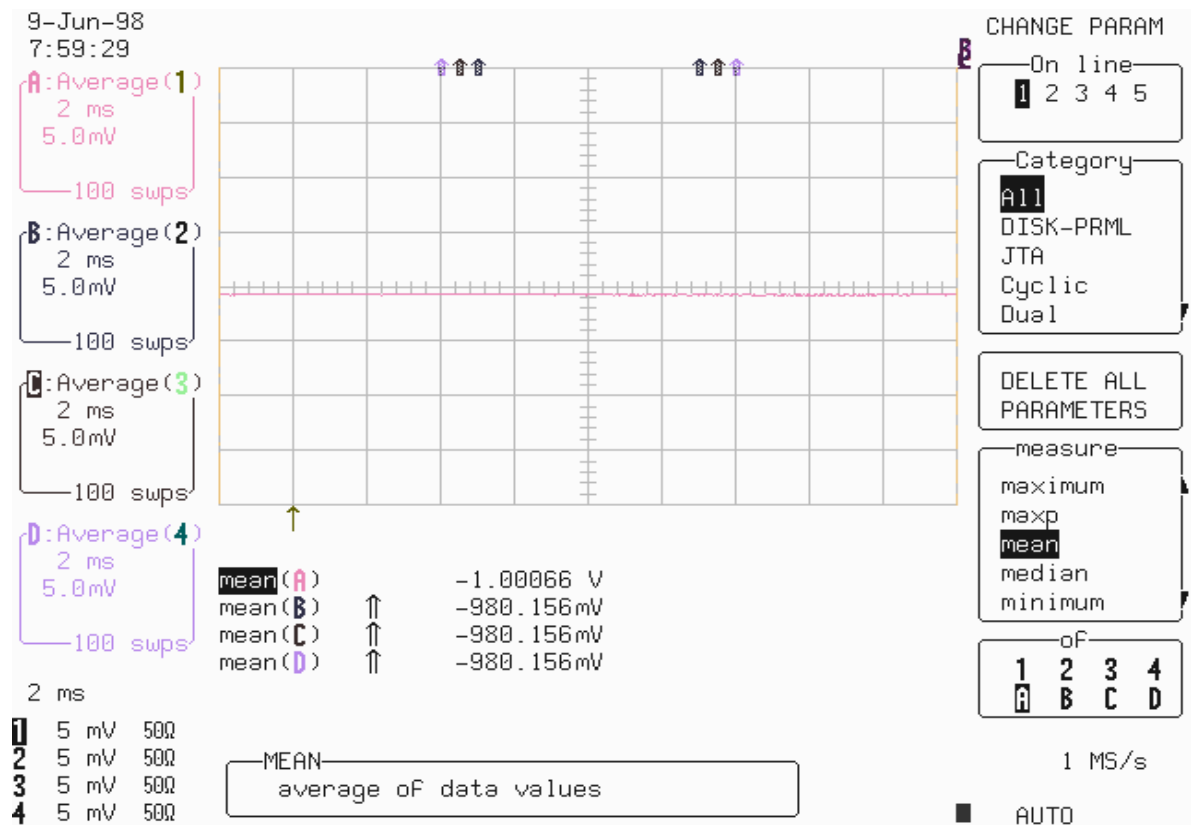 9-Jun-98
7:59:29
A:Average(1)
2 ms
5.0mV
100 swps
B:Average(2)
2 ms
5.0mV
100 swps
C:Average(3)
2 ms
5.0mV
100 swps
D:Average(4)
2 ms
5.0mV
100 swps
2 ms
1 5 mV 50Ω
2 5 mV 50Ω
3 5 mV 50Ω
4 5 mV 50Ω
mean(A) -1.00066 V
mean(B) ⇑ -980.156mV
mean(C) ⇑ -980.156mV
mean(D) ⇑ -980.156mV
MEAN
average of data values
CHANGE PARAM
On line
1 2 3 4 5
Category
All
DISK-PRML
JTA
Cyclic
Dual
DELETE ALL
PARAMETERS
measure
maximum
maxp
mean
median
minimum
of
1 2 3 4
A B C D
1 MS/s
AUTO